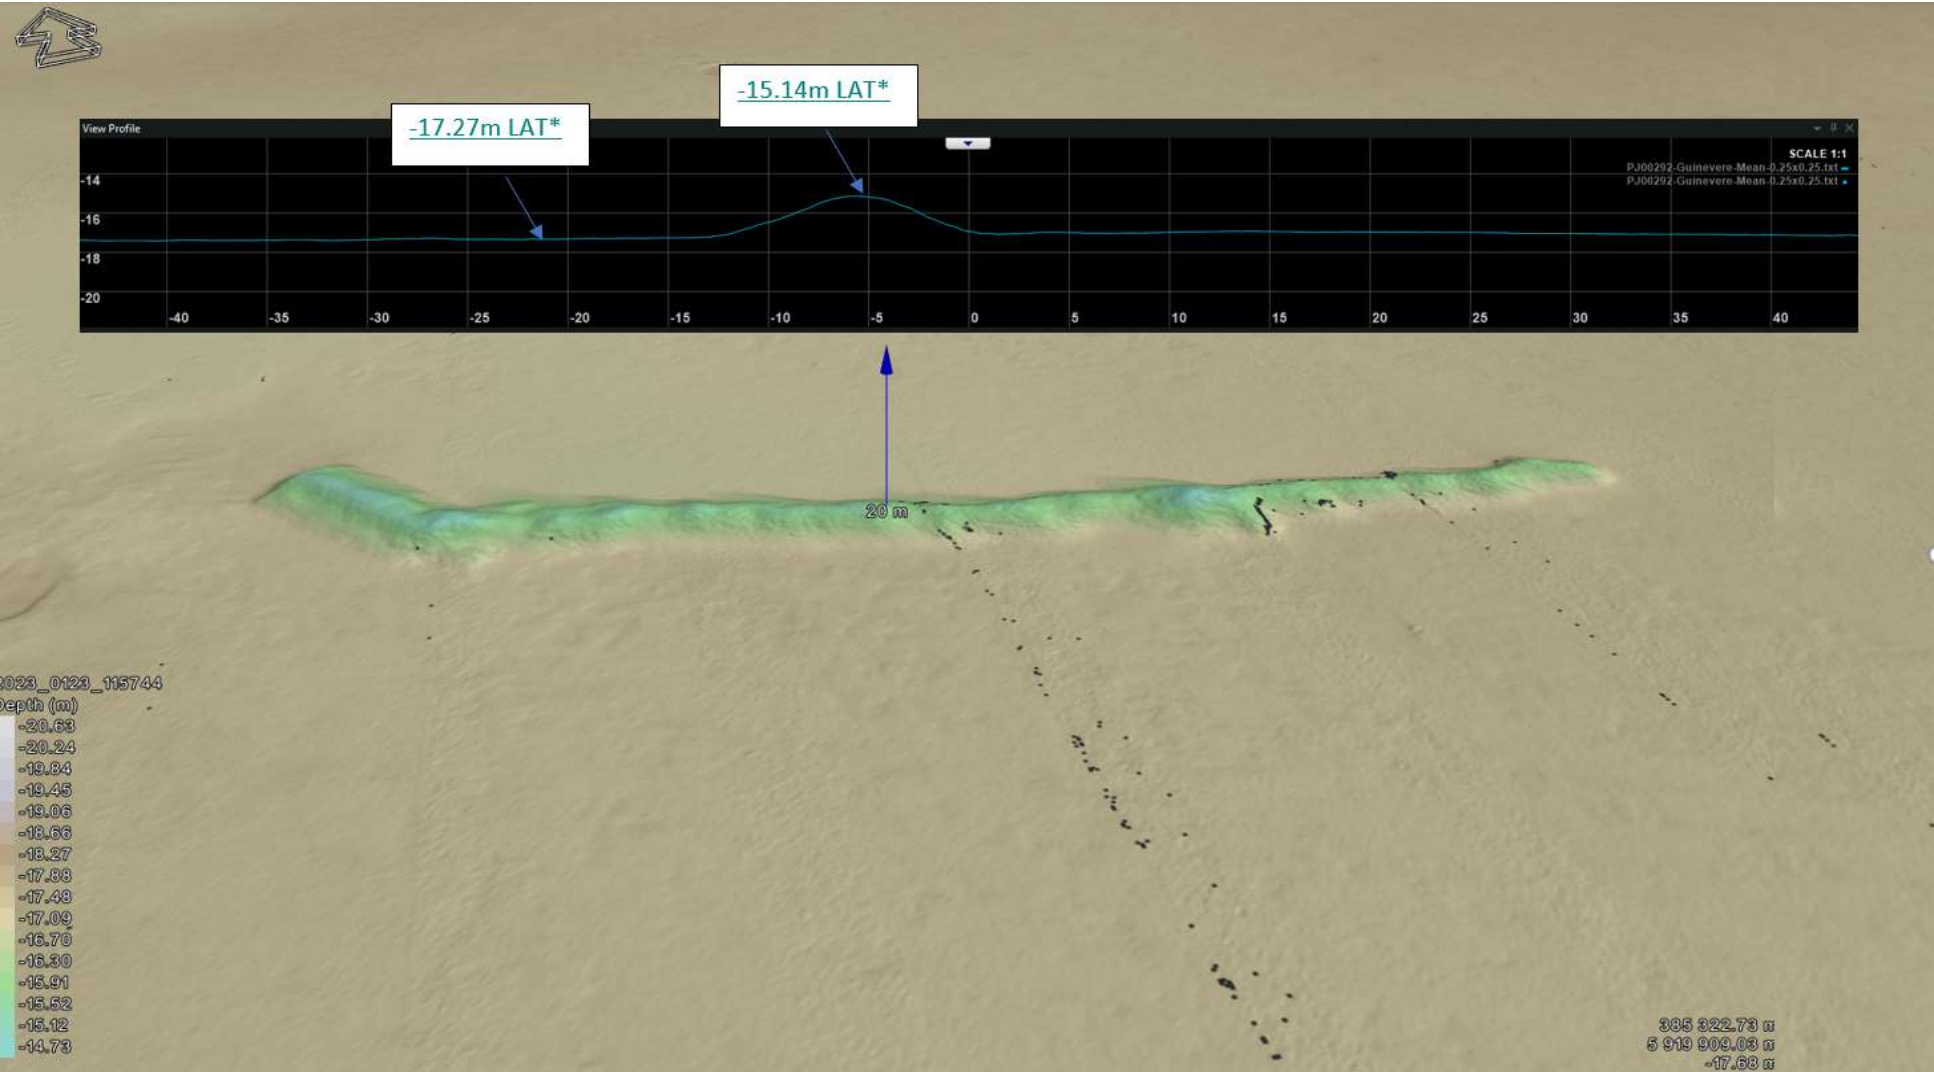 -15.14m LAT*
-17.27m LAT*
View Profile
SCALE 1:1
PJ00292-Guinevere-Mean-0.25x0.25.txt
PJ00292-Guinevere-Mean-0.25x0.25.txt
-14
-16
-18
-20
-40 -35 -30 -25 -20 -15 -10 -5 0 5 10 15 20 25 30 35 40
20 m
2023_0123_115744
Depth (m)
-20.63
-20.24
-19.84
-19.45
-19.06
-18.66
-18.27
-17.88
-17.48
-17.09
-16.70
-16.30
-15.91
-15.52
-15.12
-14.73
385 322.73 m
5 919 909.03 m
-17.68 m